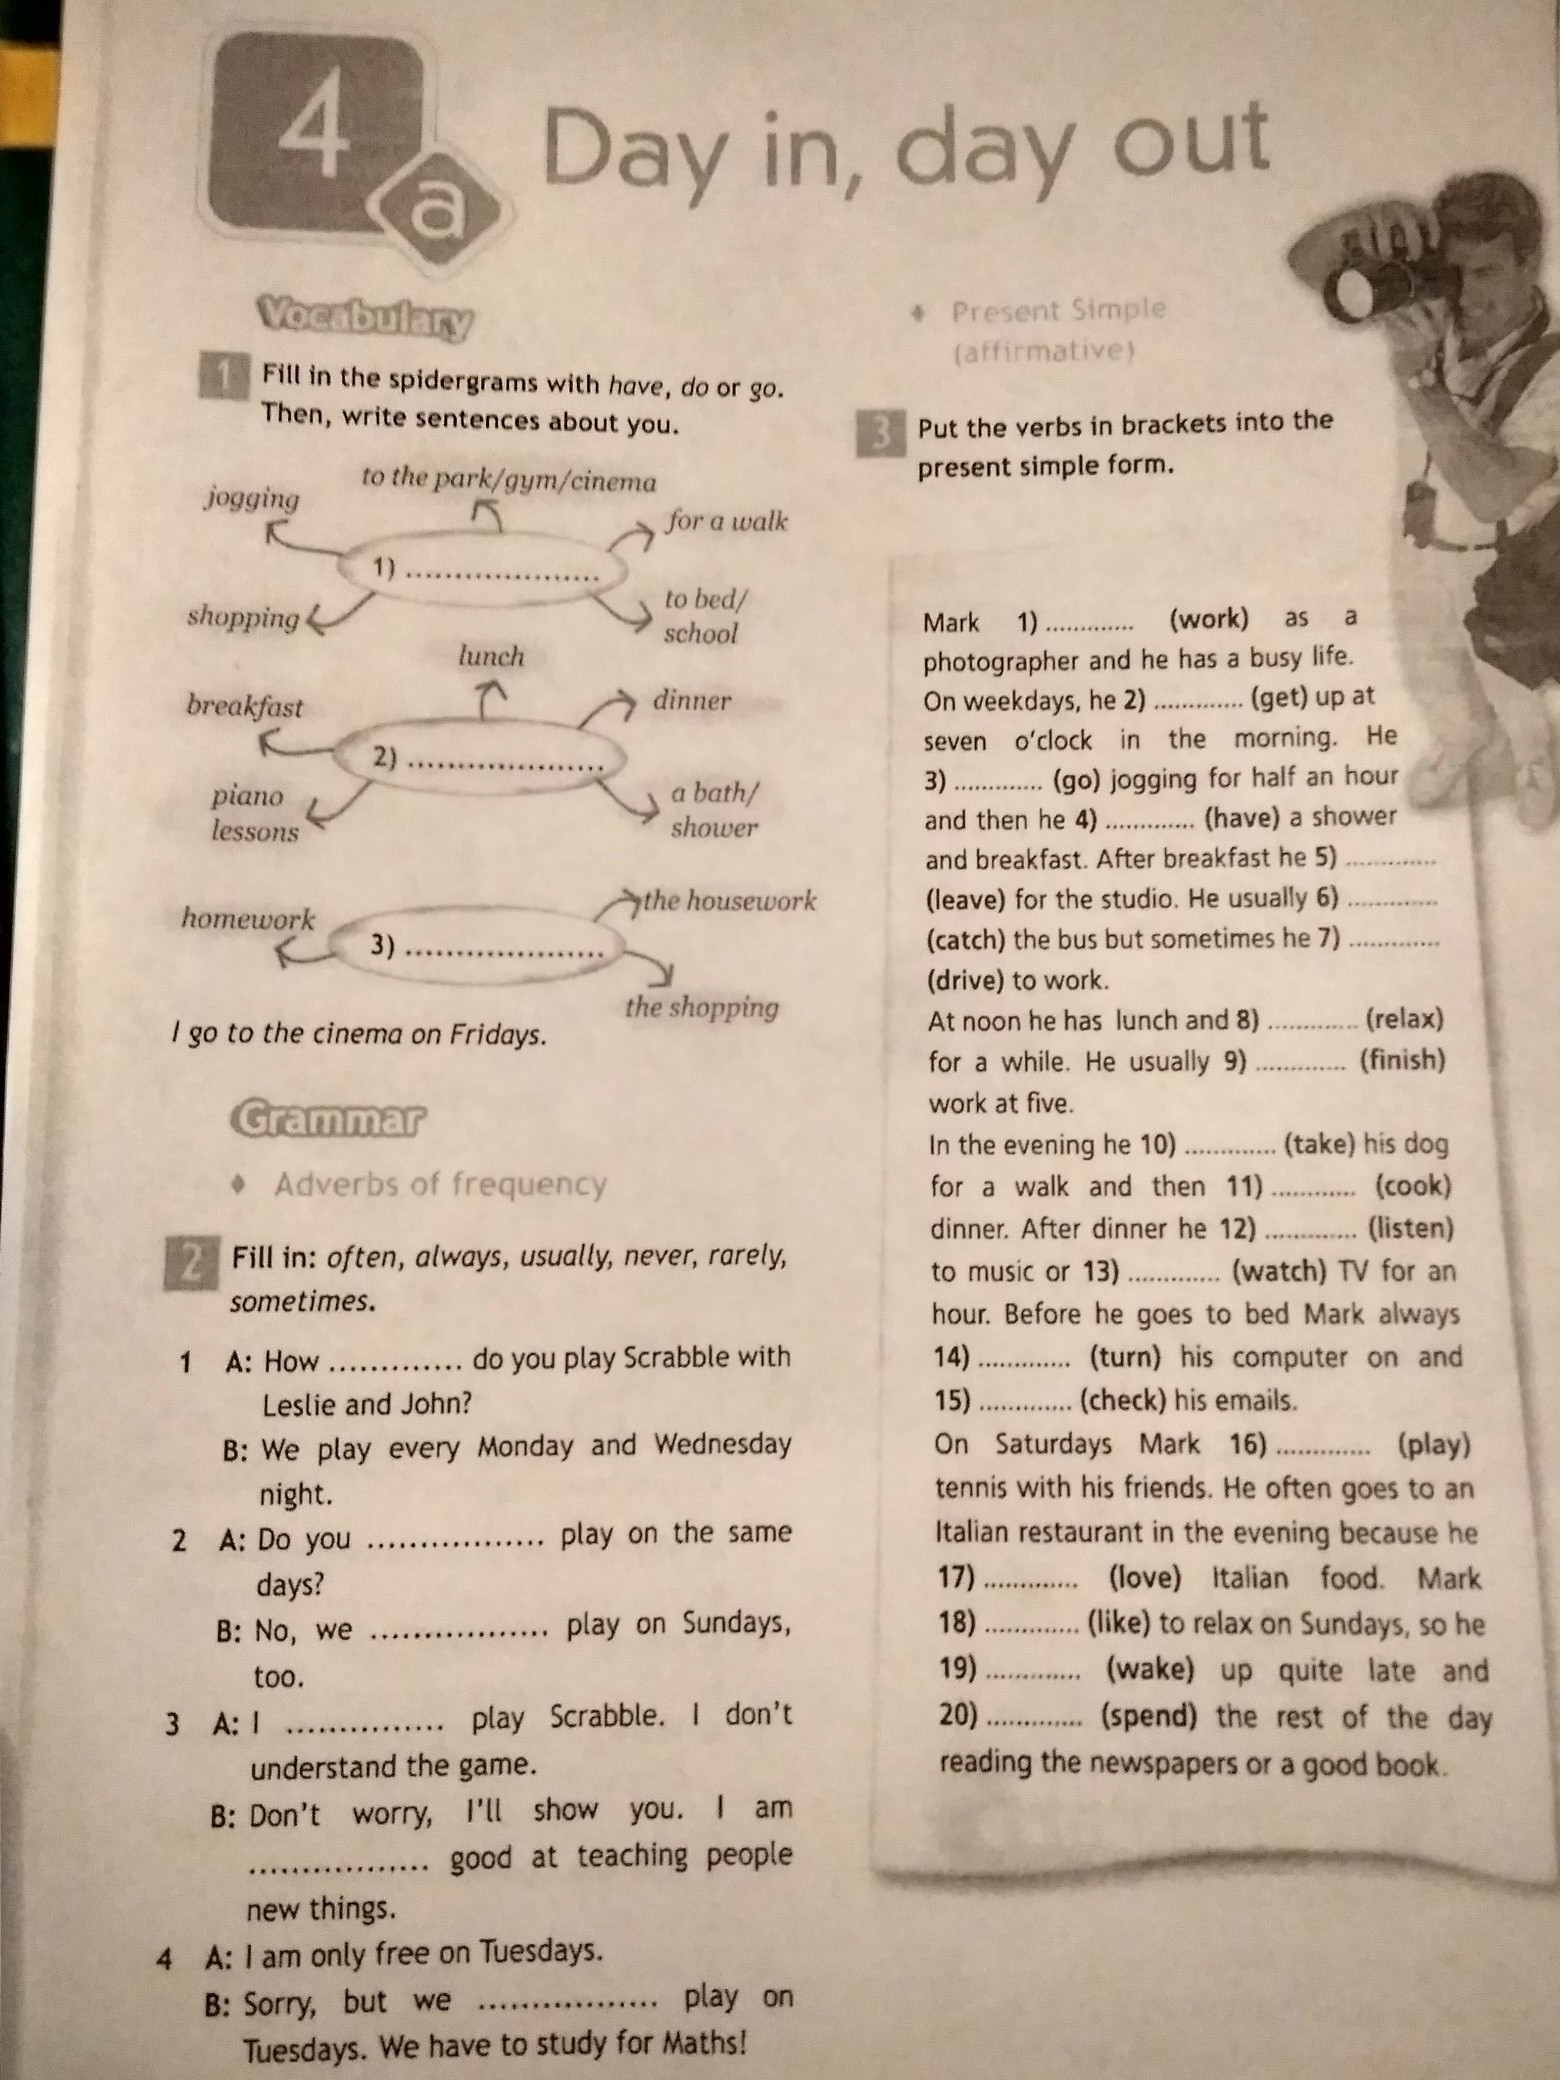 4
a
Day in, day out
Vocabulary
1 Fill in the spidergrams with have, do or go.
Then, write sentences about you.
jogging
to the park/gym/cinema
for a walk
1) ....................
shopping
to bed/
school
lunch
breakfast
dinner
2) ....................
piano
lessons
a bath/
shower
homework
the housework
3) ....................
the shopping
I go to the cinema on Fridays.
Grammar
♦ Adverbs of frequency
2 Fill in: often, always, usually, never, rarely,
sometimes.
1 A: How ............. do you play Scrabble with
Leslie and John?
B: We play every Monday and Wednesday
night.
2 A: Do you ................. play on the same
days?
B: No, we ................. play on Sundays,
too.
3 A: I ............... play Scrabble. I don't
understand the game.
B: Don't worry, I'll show you. I am
................. good at teaching people
new things.
4 A: I am only free on Tuesdays.
B: Sorry, but we ................. play on
Tuesdays. We have to study for Maths!
♦ Present Simple
(affirmative)
3 Put the verbs in brackets into the
present simple form.
Mark 1) ............. (work) as a
photographer and he has a busy life.
On weekdays, he 2) ............. (get) up at
seven o'clock in the morning. He
3) ............. (go) jogging for half an hour
and then he 4) ............. (have) a shower
and breakfast. After breakfast he 5) .............
(leave) for the studio. He usually 6) .............
(catch) the bus but sometimes he 7) .............
(drive) to work.
At noon he has lunch and 8) ............. (relax)
for a while. He usually 9) ............. (finish)
work at five.
In the evening he 10) ............. (take) his dog
for a walk and then 11) ............. (cook)
dinner. After dinner he 12) ............. (listen)
to music or 13) ............. (watch) TV for an
hour. Before he goes to bed Mark always
14) ............. (turn) his computer on and
15) ............. (check) his emails.
On Saturdays Mark 16) ............. (play)
tennis with his friends. He often goes to an
Italian restaurant in the evening because he
17) ............. (love) Italian food. Mark
18) ............. (like) to relax on Sundays, so he
19) ............. (wake) up quite late and
20) ............. (spend) the rest of the day
reading the newspapers or a good book.